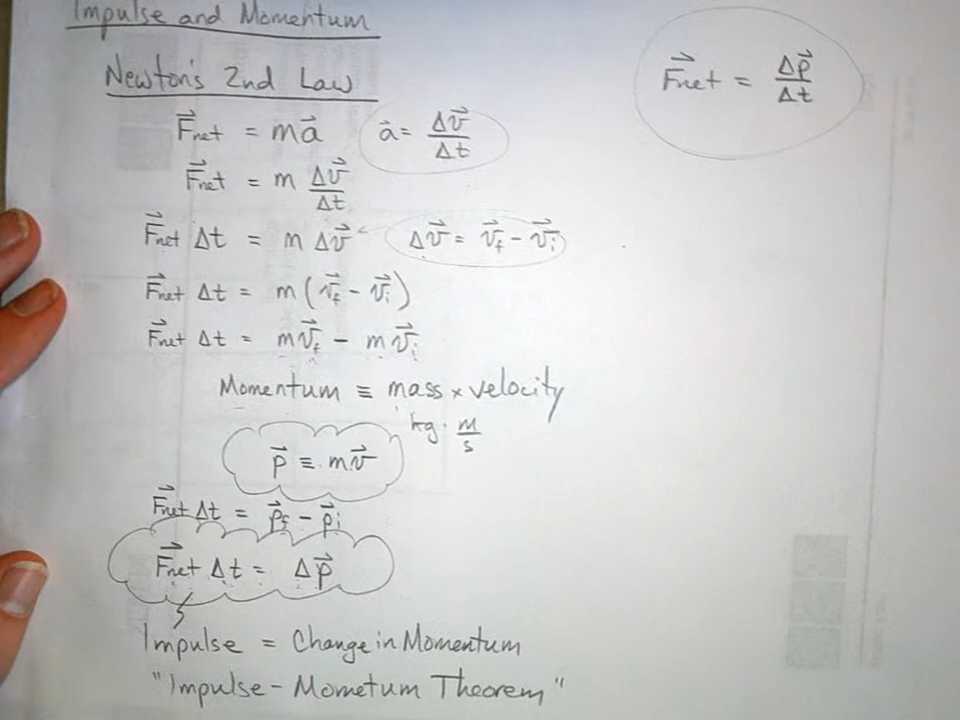 Impulse and Momentum
Newton's 2nd Law
F⃗net = ma⃗   a⃗ = Δv⃗/Δt
F⃗net = Δp⃗/Δt
F⃗net = m Δv⃗/Δt
F⃗net Δt = m Δv⃗   Δv⃗ = v⃗f - v⃗i
F⃗net Δt = m(v⃗f - v⃗i)
F⃗net Δt = mv⃗f - mv⃗i
Momentum ≡ mass × velocity
kg · m/s
p⃗ ≡ mv⃗
F⃗net Δt = p⃗f - p⃗i
F⃗net Δt = Δp⃗
Impulse = Change in Momentum
"Impulse - Mometum Theorem"